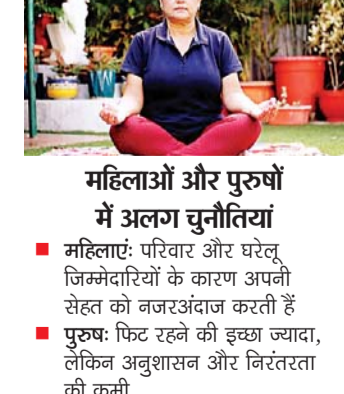 महिलाओं और पुरुषों
में अलग चुनौतियां
■ महिलाएं: परिवार और घरेलू
जिम्मेदारियों के कारण अपनी
सेहत को नजरअंदाज करती हैं
■ पुरुष: फिट रहने की इच्छा ज्यादा,
लेकिन अनुशासन और निरंतरता
की कमी